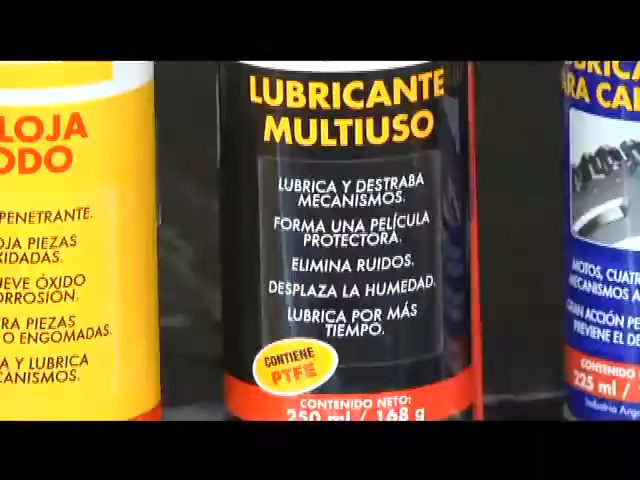 LOJA
ODO
PENETRANTE.
OJA PIEZAS
XIDADAS.
UEVE ÓXIDO
ORROSIÓN.
RA PIEZAS
O ENGOMADAS.
A Y LUBRICA
CANISMOS.
LUBRICANTE
MULTIUSO
LUBRICA Y DESTRABA
MECANISMOS.
FORMA UNA PELÍCULA
PROTECTORA.
ELIMINA RUIDOS.
DESPLAZA LA HUMEDAD.
LUBRICA POR MÁS
TIEMPO.
CONTIENE
PTFE
CONTENIDO NETO:
250 ml / 168 g
UBRICA
ARA CA
MOTOS, CUATR
MECANISMOS A
GRAN ACCIÓN PE
PREVIENE EL DE
CONTENIDO
225 ml /
Industria Arg